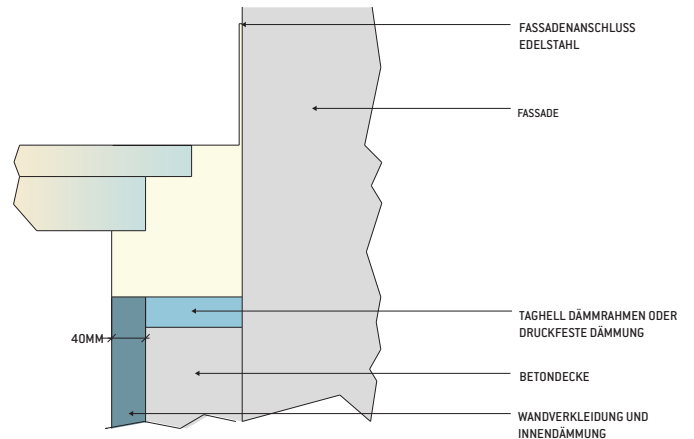 FASSADENANSCHLUSS
EDELSTAHL
FASSADE
TAGHELL DÄMMRAHMEN ODER
DRUCKFESTE DÄMMUNG
40MM
BETONDECKE
WANDVERKLEIDUNG UND
INNENDÄMMUNG